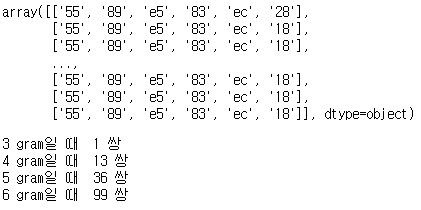 array([['55', '89', 'e5', '83', 'ec', '28'],
['55', '89', 'e5', '83', 'ec', '18'],
['55', '89', 'e5', '83', 'ec', '18'],
...,
['55', '89', 'e5', '83', 'ec', '18'],
['55', '89', 'e5', '83', 'ec', '18'],
['55', '89', 'e5', '83', 'ec', '18']], dtype=object)
3 gram일 때 1 쌍
4 gram일 때 13 쌍
5 gram일 때 36 쌍
6 gram일 때 99 쌍